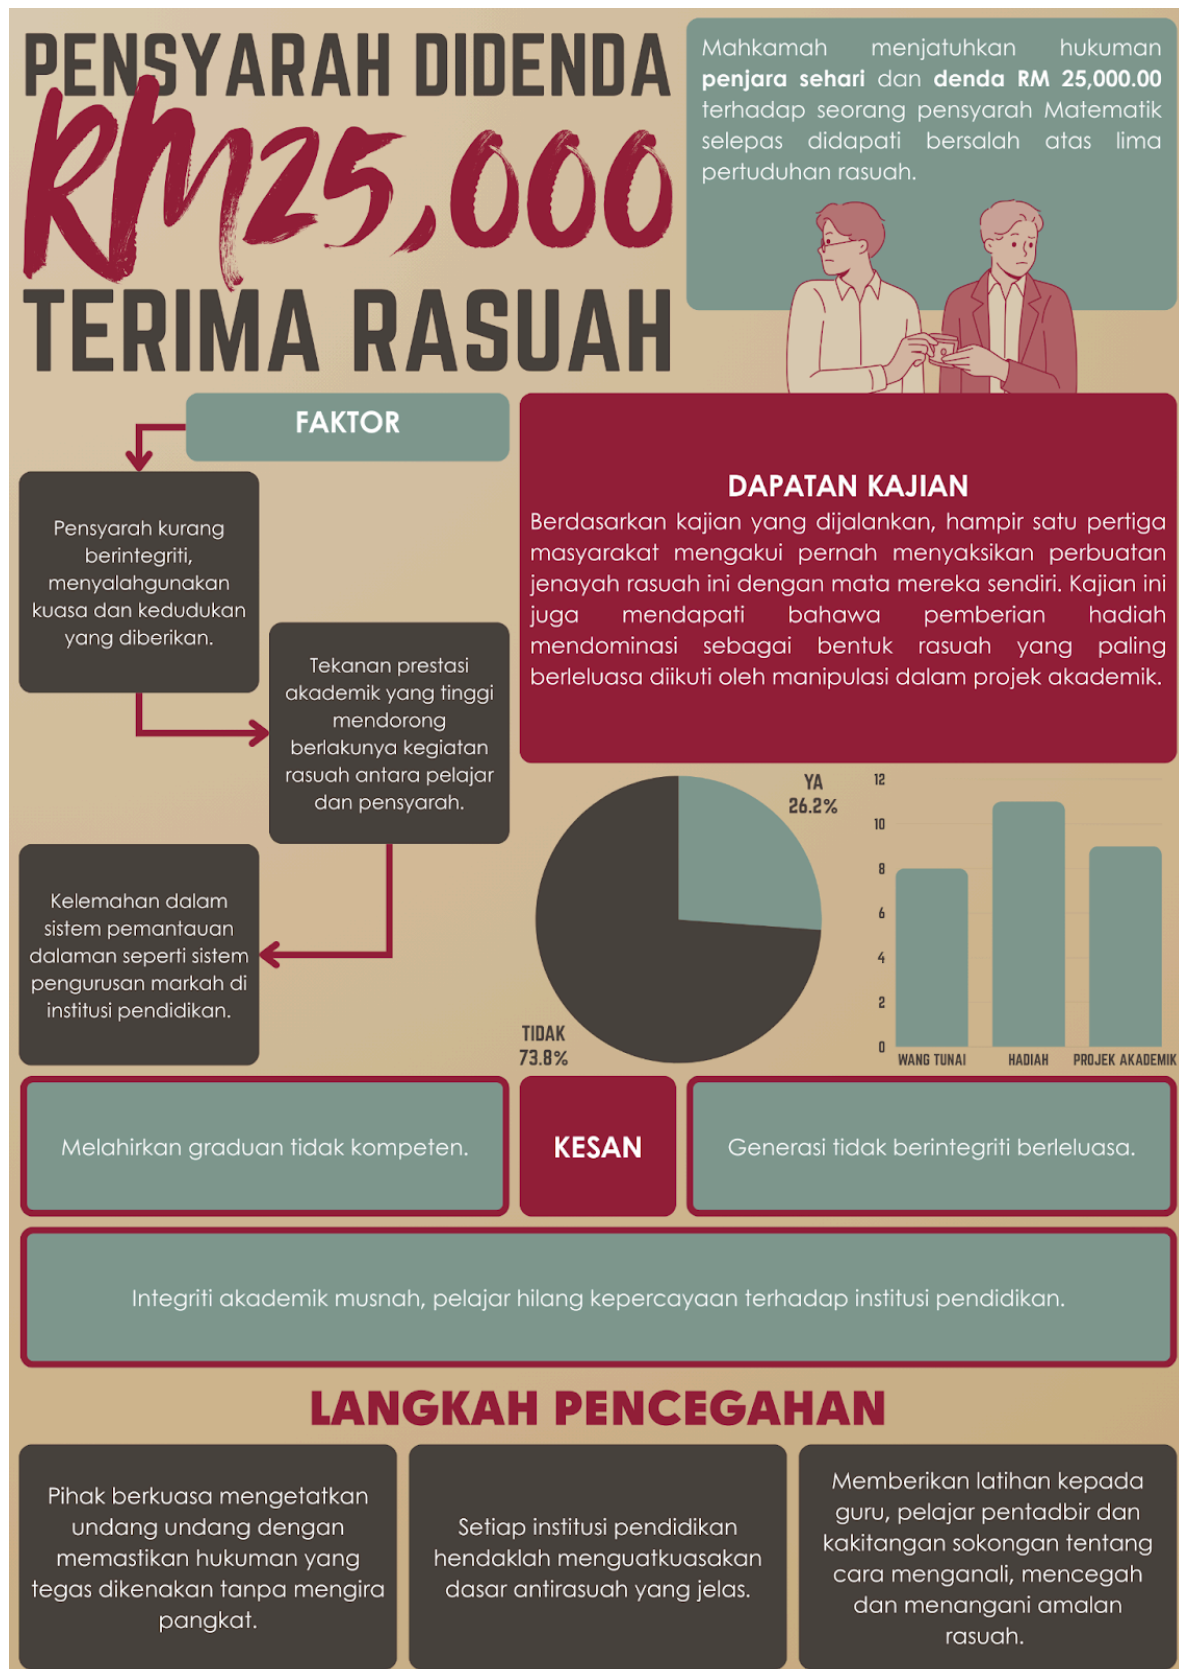 PENSYARAH DIDENDA
RM25,000
TERIMA RASUAH
Mahkamah menjatuhkan hukuman
penjara sehari dan denda RM 25,000.00
terhadap seorang pensyarah Matematik
selepas didapati bersalah atas lima
pertuduhan rasuah.
FAKTOR
Pensyarah kurang
berintegriti,
menyalahgunakan
kuasa dan kedudukan
yang diberikan.
Tekanan prestasi
akademik yang tinggi
mendorong
berlakunya kegiatan
rasuah antara pelajar
dan pensyarah.
Kelemahan dalam
sistem pemantauan
dalaman seperti sistem
pengurusan markah di
institusi pendidikan.
DAPATAN KAJIAN
Berdasarkan kajian yang dijalankan, hampir satu pertiga
masyarakat mengakui pernah menyaksikan perbuatan
jenayah rasuah ini dengan mata mereka sendiri. Kajian ini
juga mendapati bahawa pemberian hadiah
mendominasi sebagai bentuk rasuah yang paling
berleluasa diikuti oleh manipulasi dalam projek akademik.
YA
26.2%
TIDAK
73.8%
12
10
8
6
4
2
0
WANG TUNAI HADIAH PROJEK AKADEMIK
Melahirkan graduan tidak kompeten.
KESAN
Generasi tidak berintegriti berleluasa.
Integriti akademik musnah, pelajar hilang kepercayaan terhadap institusi pendidikan.
LANGKAH PENCEGAHAN
Pihak berkuasa mengetatkan
undang undang dengan
memastikan hukuman yang
tegas dikenakan tanpa mengira
pangkat.
Setiap institusi pendidikan
hendaklah menguatkuasakan
dasar antirasuah yang jelas.
Memberikan latihan kepada
guru, pelajar pentadbir dan
kakitangan sokongan tentang
cara menganali, mencegah
dan menangani amalan
rasuah.